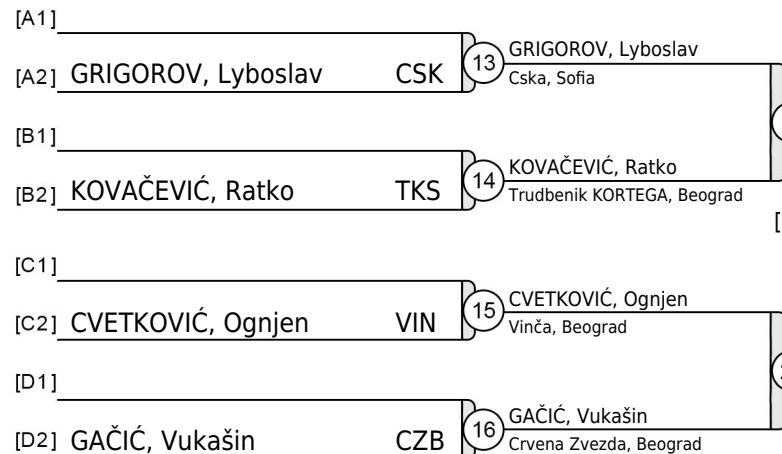 [A1]
[A2] GRIGOROV, Lyboslav CSK
13
GRIGOROV, Lyboslav
Cska, Sofia
[B1]
[B2] KOVAČEVIĆ, Ratko TKS
14
KOVAČEVIĆ, Ratko
Trudbenik KORTEGA, Beograd
[
[C1]
[C2] CVETKOVIĆ, Ognjen VIN
15
CVETKOVIĆ, Ognjen
Vinča, Beograd
[D1]
[D2] GAČIĆ, Vukašin CZB
16
GAČIĆ, Vukašin
Crvena Zvezda, Beograd